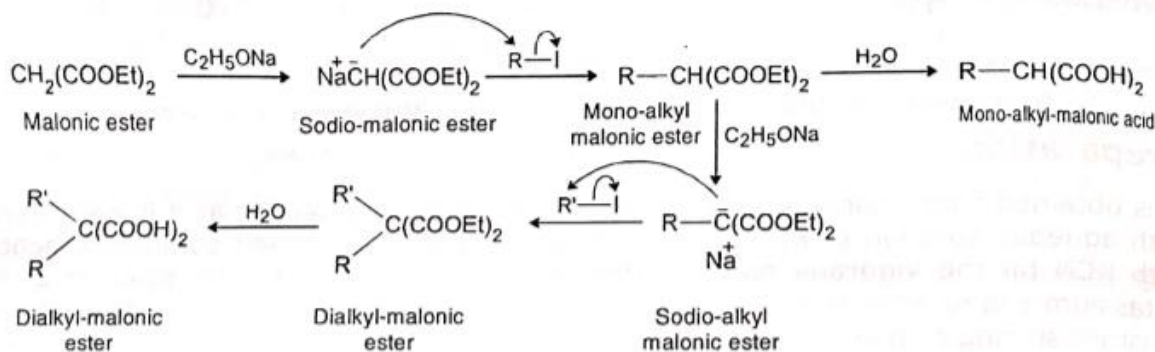 C₂H₅ONa
H₂O
CH₂(COOEt)₂
Na⁺C̄H(COOEt)₂
R—I
R—CH(COOEt)₂
R—CH(COOH)₂
Malonic ester
Sodio-malonic ester
Mono-alkyl
malonic ester
Mono-alkyl-malonic acid
C₂H₅ONa
R'
C(COOH)₂
R
H₂O
R'
C(COOEt)₂
R
R'—I
R—C̄(COOEt)₂
Na⁺
Dialkyl-malonic
ester
Dialkyl-malonic
ester
Sodio-alkyl
malonic ester